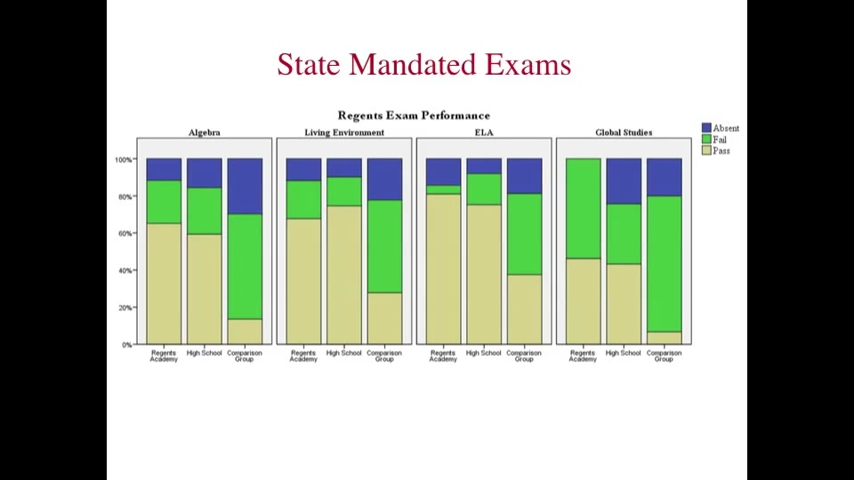 State Mandated Exams
Regents Exam Performance
Algebra
Living Environment
ELA
Global Studies
Absent
Fail
Pass
100%
80%
60%
40%
20%
0%
Regents
Academy
High School
Comparison
Group
Regents
Academy
High School
Comparison
Group
Regents
Academy
High School
Comparison
Group
Regents
Academy
High School
Comparison
Group